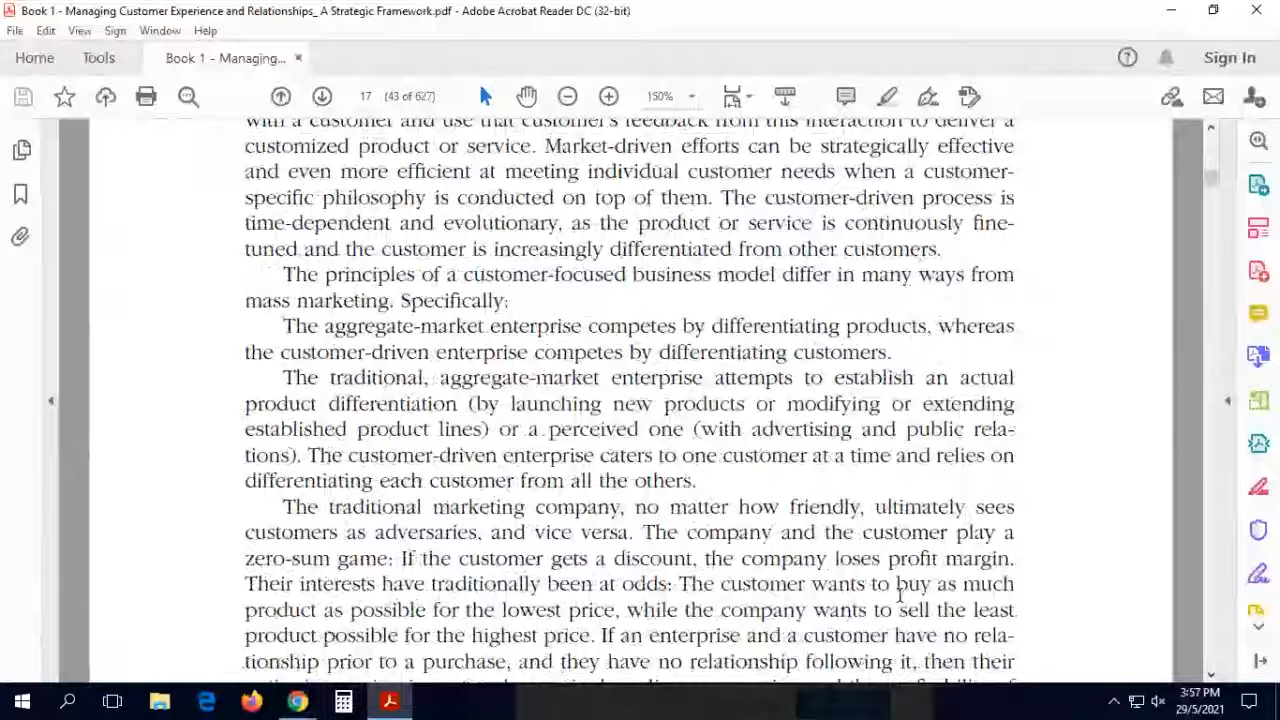 Book 1 - Managing Customer Experience and Relationships_ A Strategic Framework.pdf - Adobe Acrobat Reader DC (32-bit)
File Edit View Sign Window Help
Home Tools Book 1 - Managing... × Sign In
17 (43 of 627) 150%
with a customer and use that customer's feedback from this interaction to deliver a
customized product or service. Market-driven efforts can be strategically effective
and even more efficient at meeting individual customer needs when a customer-
specific philosophy is conducted on top of them. The customer-driven process is
time-dependent and evolutionary, as the product or service is continuously fine-
tuned and the customer is increasingly differentiated from other customers.
The principles of a customer-focused business model differ in many ways from
mass marketing. Specifically:
The aggregate-market enterprise competes by differentiating products, whereas
the customer-driven enterprise competes by differentiating customers.
The traditional, aggregate-market enterprise attempts to establish an actual
product differentiation (by launching new products or modifying or extending
established product lines) or a perceived one (with advertising and public rela-
tions). The customer-driven enterprise caters to one customer at a time and relies on
differentiating each customer from all the others.
The traditional marketing company, no matter how friendly, ultimately sees
customers as adversaries, and vice versa. The company and the customer play a
zero-sum game: If the customer gets a discount, the company loses profit margin.
Their interests have traditionally been at odds: The customer wants to buy as much
product as possible for the lowest price, while the company wants to sell the least
product possible for the highest price. If an enterprise and a customer have no rela-
tionship prior to a purchase, and they have no relationship following it, then their
3:57 PM
29/5/2021